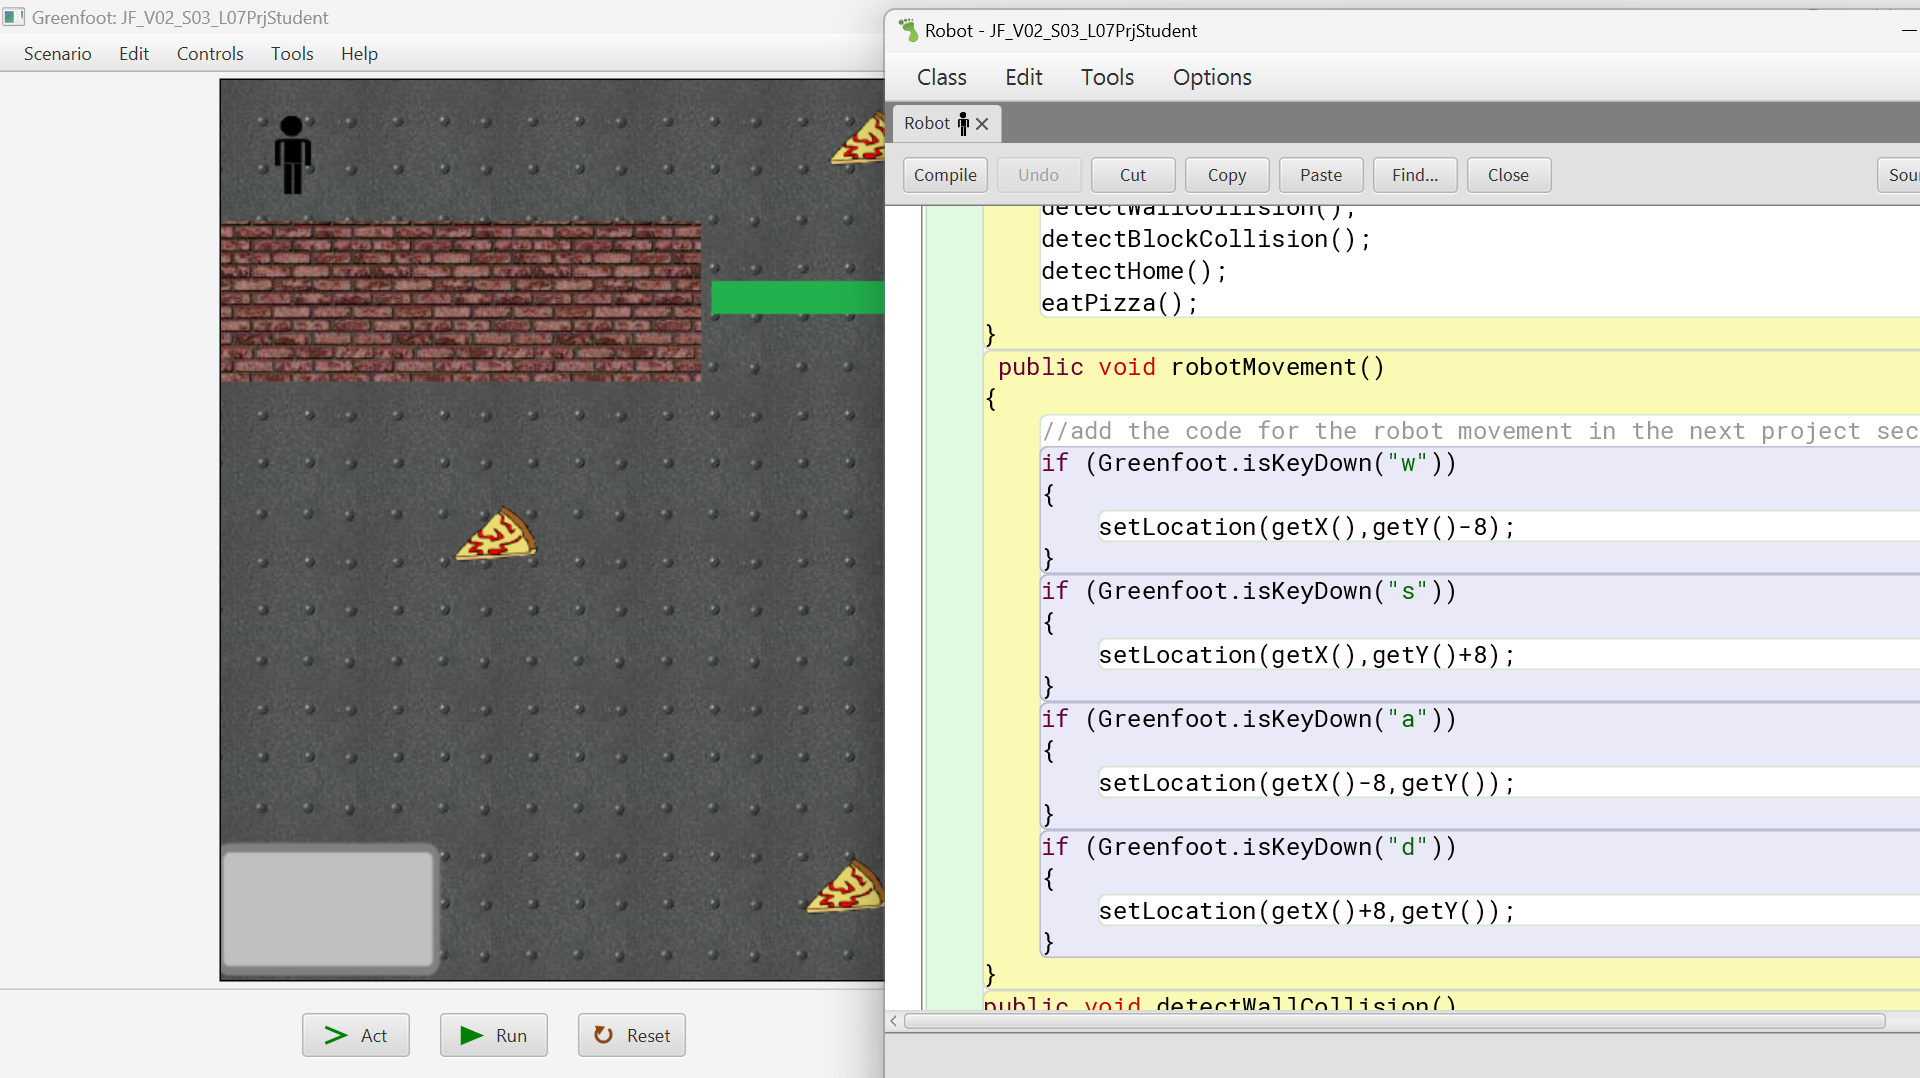 Greenfoot: JF_V02_S03_L07PrjStudent
Scenario Edit Controls Tools Help
Act Run Reset
Robot - JF_V02_S03_L07PrjStudent
Class Edit Tools Options
Robot
Compile Undo Cut Copy Paste Find... Close Sou
detectWallCollision();
detectBlockCollision();
detectHome();
eatPizza();
}
public void robotMovement()
{
//add the code for the robot movement in the next project sec
if (Greenfoot.isKeyDown("w"))
{
setLocation(getX(),getY()-8);
}
if (Greenfoot.isKeyDown("s"))
{
setLocation(getX(),getY()+8);
}
if (Greenfoot.isKeyDown("a"))
{
setLocation(getX()-8,getY());
}
if (Greenfoot.isKeyDown("d"))
{
setLocation(getX()+8,getY());
}
}
public void detectWallCollision()